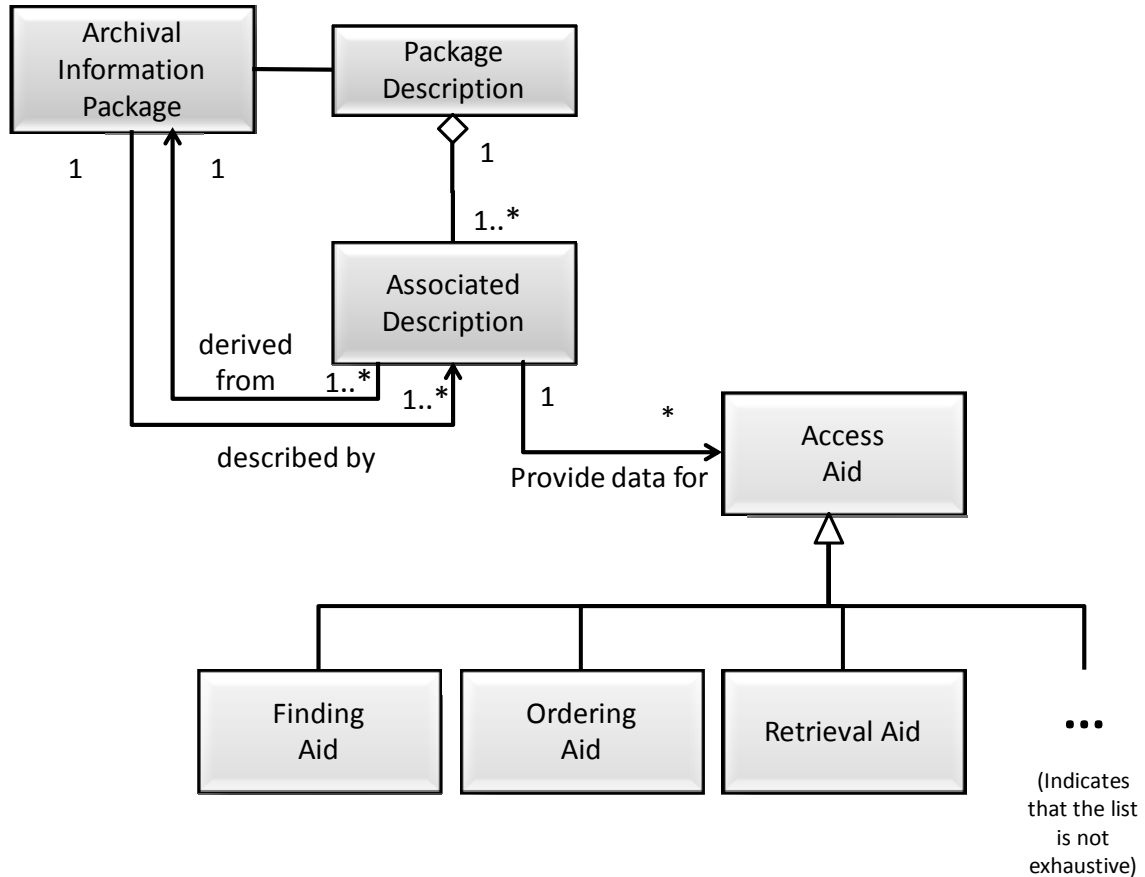 Archival
Information
Package
Package
Description
1
1
1
1..*
Associated
Description
derived
from
1..*
1..*
1
*
described by
Provide data for
Access
Aid
Finding
Aid
Ordering
Aid
Retrieval Aid
...
(Indicates
that the list
is not
exhaustive)